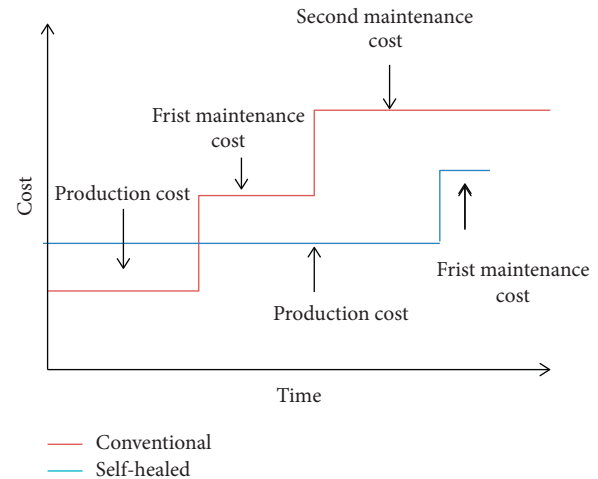 Second maintenance
cost
Frist maintenance
cost
Production cost
Cost
Frist maintenance
cost
Production cost
Time
Conventional
Self-healed